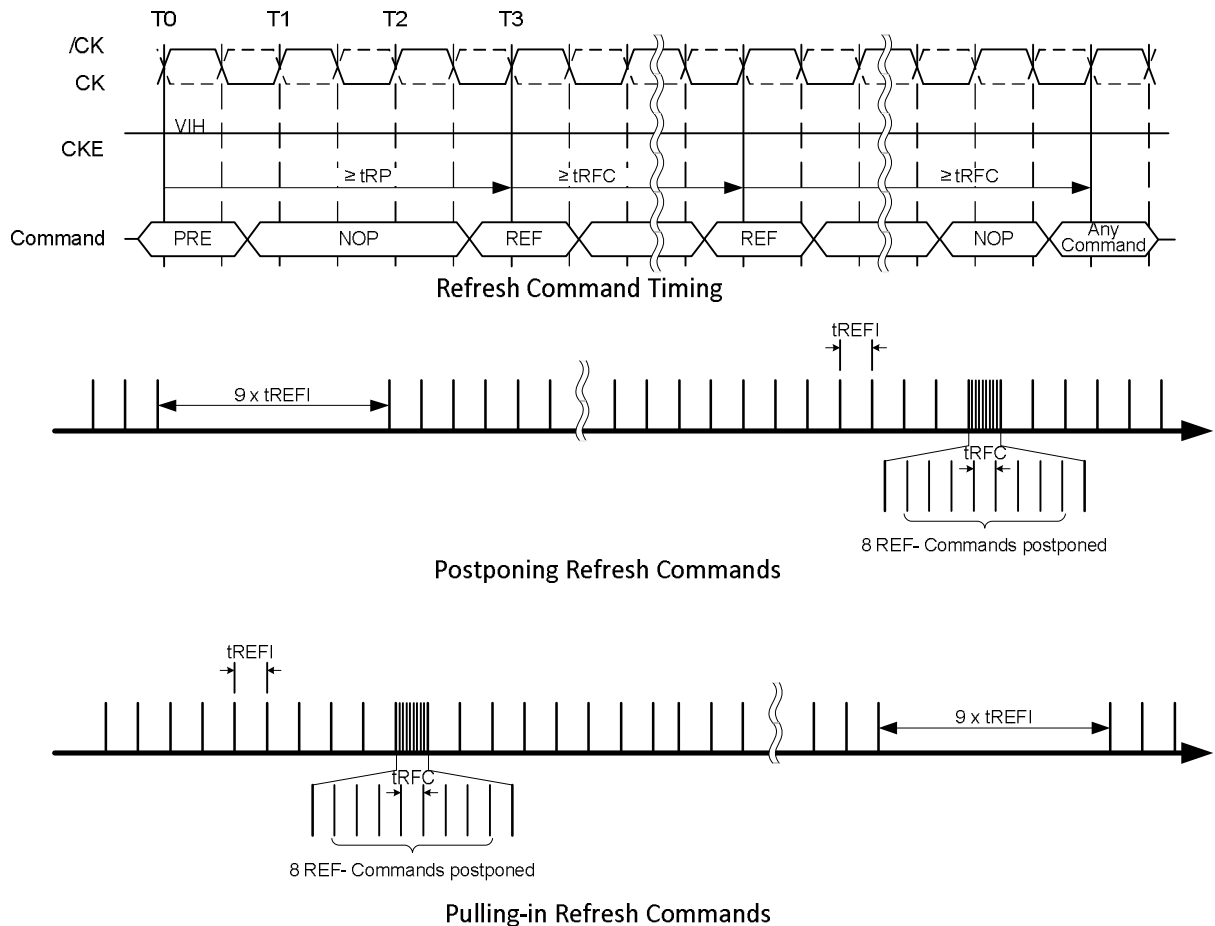 T0 T1 T2 T3
/CK
CK
VIH
CKE
≥ tRP ≥ tRFC ≥ tRFC
Command PRE NOP REF REF NOP Any Command
Refresh Command Timing
tREFI
9 x tREFI
tRFC
8 REF- Commands postponed
Postponing Refresh Commands
tREFI
9 x tREFI
tRFC
8 REF- Commands postponed
Pulling-in Refresh Commands